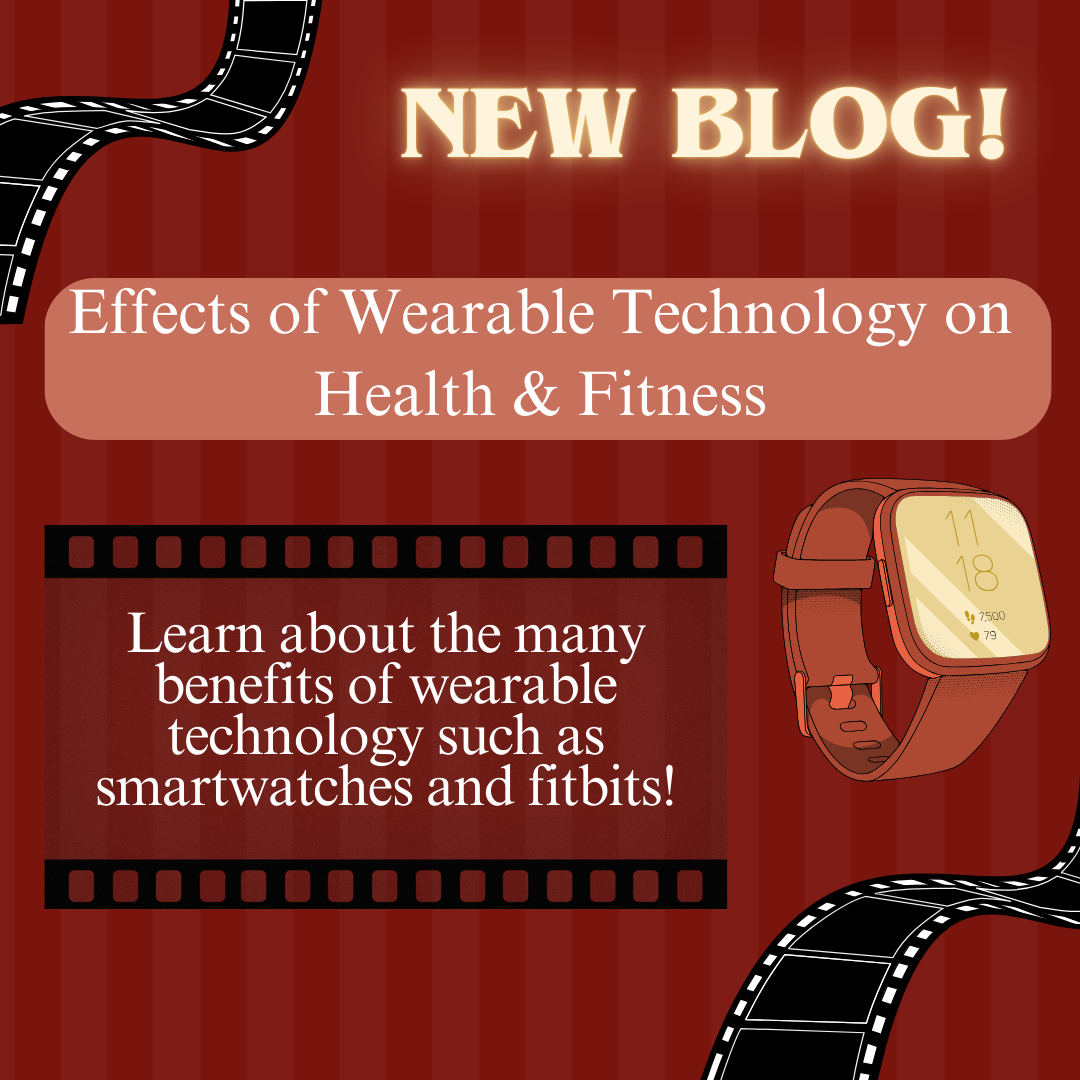 NEW BLOG!
Effects of Wearable Technology on
Health & Fitness
11
18
7,500
79
Learn about the many
benefits of wearable
technology such as
smartwatches and fitbits!